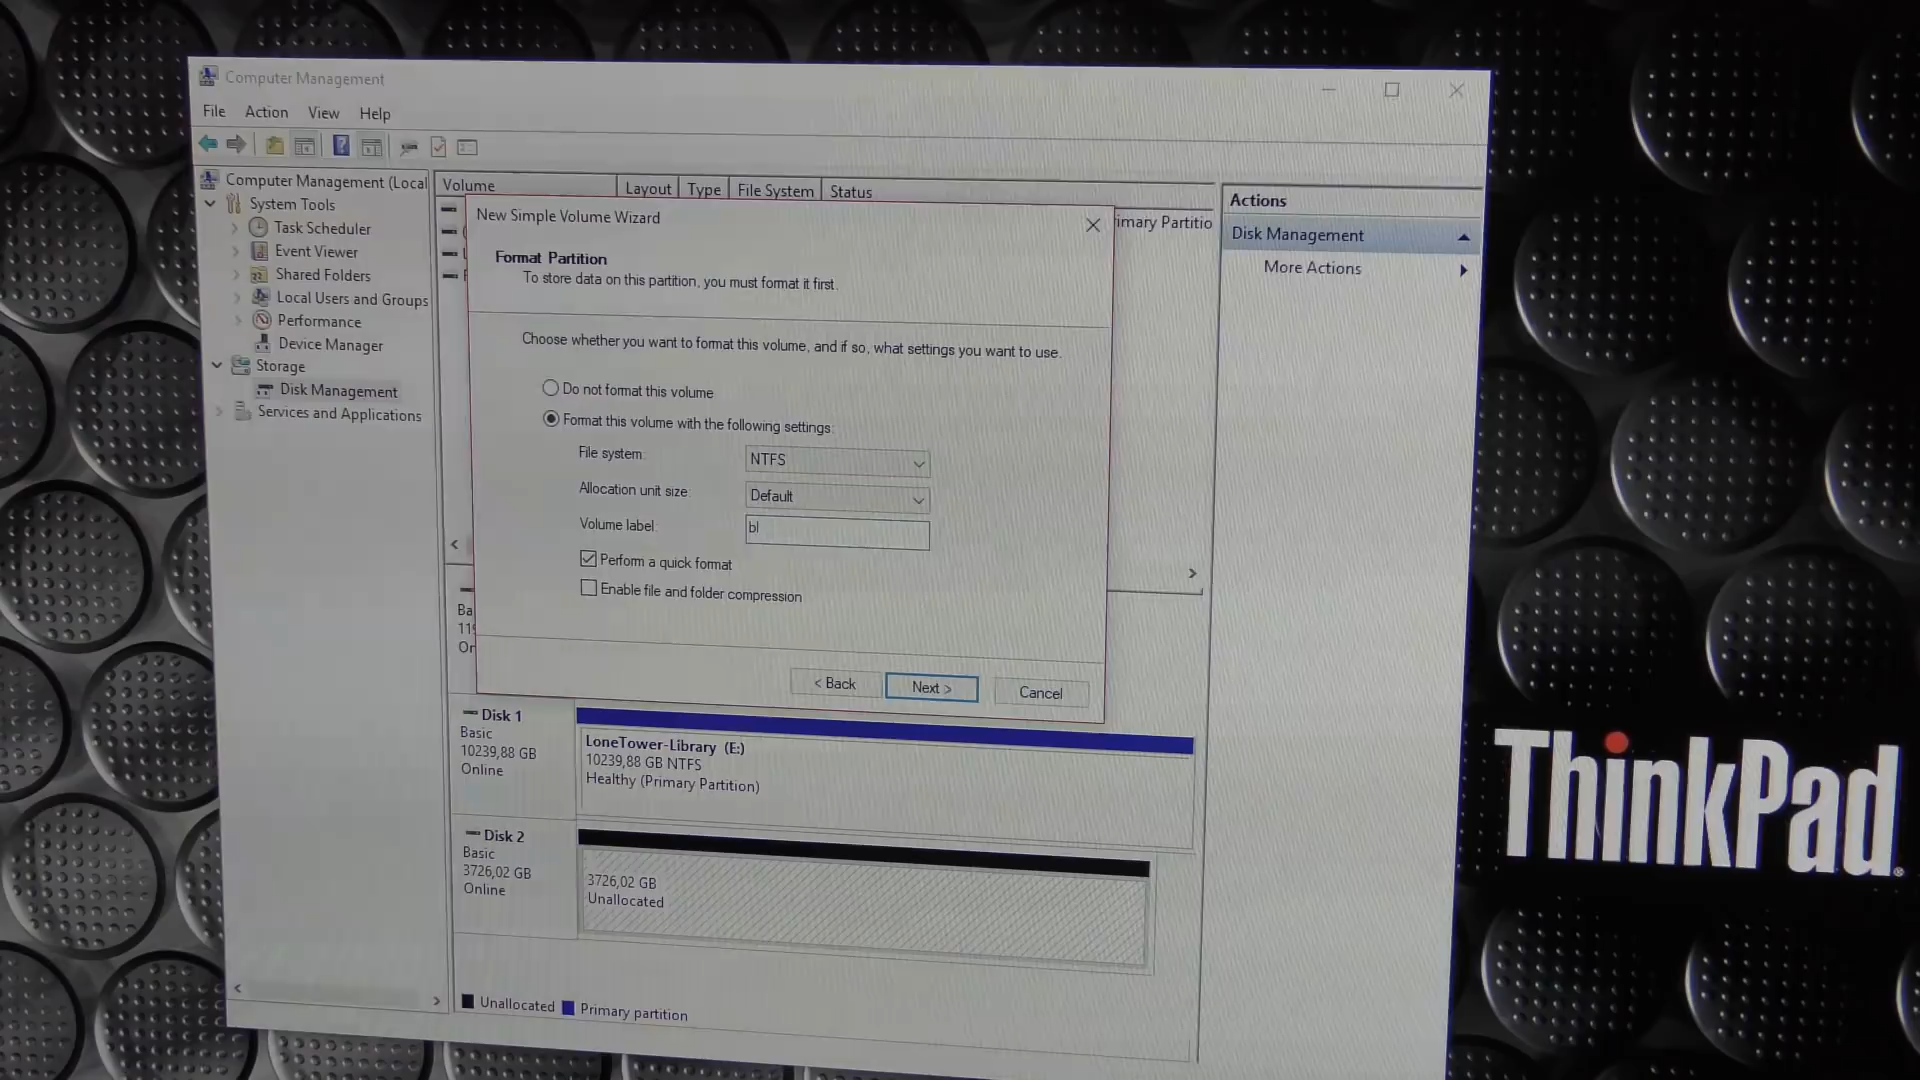 Computer Management
File Action View Help
Computer Management (Local
System Tools
Task Scheduler
Event Viewer
Shared Folders
Local Users and Groups
Performance
Device Manager
Storage
Disk Management
Services and Applications
Volume Layout Type File System Status
imary Partitio
New Simple Volume Wizard
Format Partition
To store data on this partition, you must format it first.
Choose whether you want to format this volume, and if so, what settings you want to use.
Do not format this volume
Format this volume with the following settings:
File system: NTFS
Allocation unit size: Default
Volume label: bl
Perform a quick format
Enable file and folder compression
< Back Next > Cancel
Ba
119
Or
Disk 1
Basic
10239,88 GB
Online
LoneTower-Library (E:)
10239,88 GB NTFS
Healthy (Primary Partition)
Disk 2
Basic
3726,02 GB
Online
3726,02 GB
Unallocated
Unallocated Primary partition
Actions
Disk Management
More Actions
ThinkPad